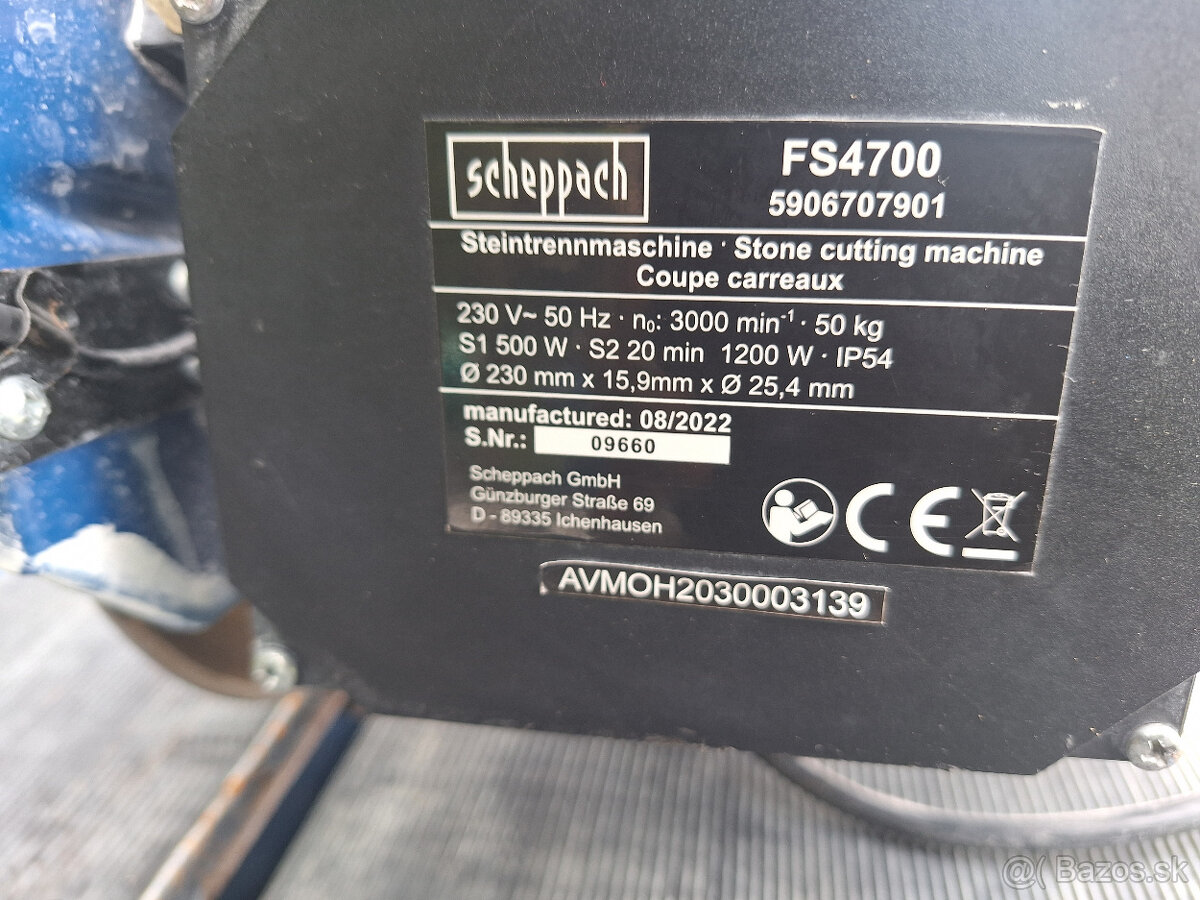 scheppach
FS4700
5906707901
Steintrennmaschine · Stone cutting machine
Coupe carreaux
230 V~ 50 Hz · n₀: 3000 min⁻¹ · 50 kg
S1 500 W · S2 20 min 1200 W · IP54
Ø 230 mm x 15,9mm x Ø 25,4 mm
manufactured: 08/2022
S.Nr.: 09660
Scheppach GmbH
Günzburger Straße 69
D - 89335 Ichenhausen
CE
AVMOH2030003139
@( Bazos.sk